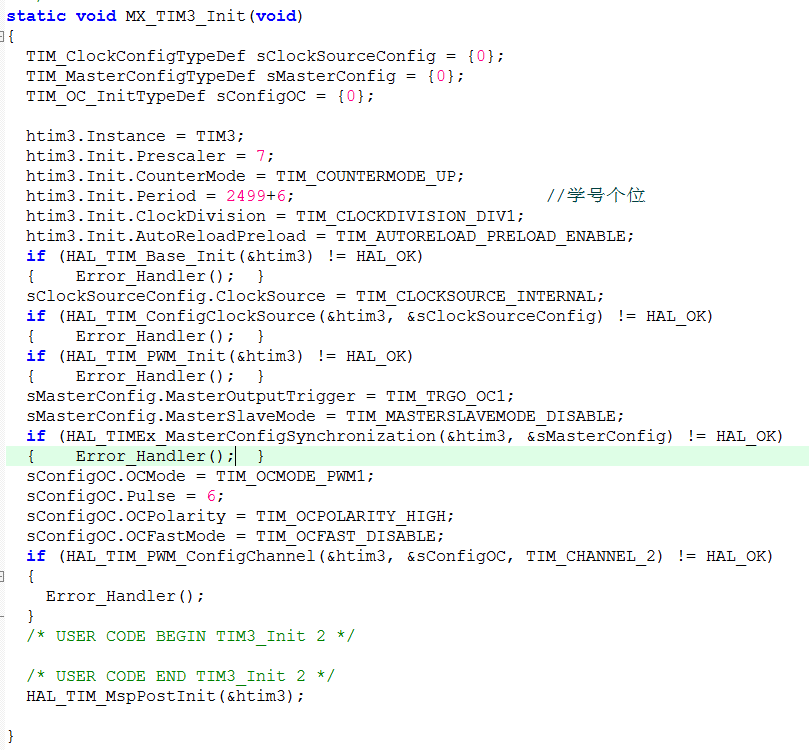 static void MX_TIM3_Init(void)
{
  TIM_ClockConfigTypeDef sClockSourceConfig = {0};
  TIM_MasterConfigTypeDef sMasterConfig = {0};
  TIM_OC_InitTypeDef sConfigOC = {0};

  htim3.Instance = TIM3;
  htim3.Init.Prescaler = 7;
  htim3.Init.CounterMode = TIM_COUNTERMODE_UP;
  htim3.Init.Period = 2499+6;                         //学号个位
  htim3.Init.ClockDivision = TIM_CLOCKDIVISION_DIV1;
  htim3.Init.AutoReloadPreload = TIM_AUTORELOAD_PRELOAD_ENABLE;
  if (HAL_TIM_Base_Init(&htim3) != HAL_OK)
  {    Error_Handler();  }
  sClockSourceConfig.ClockSource = TIM_CLOCKSOURCE_INTERNAL;
  if (HAL_TIM_ConfigClockSource(&htim3, &sClockSourceConfig) != HAL_OK)
  {    Error_Handler();  }
  if (HAL_TIM_PWM_Init(&htim3) != HAL_OK)
  {    Error_Handler();  }
  sMasterConfig.MasterOutputTrigger = TIM_TRGO_OC1;
  sMasterConfig.MasterSlaveMode = TIM_MASTERSLAVEMODE_DISABLE;
  if (HAL_TIMEx_MasterConfigSynchronization(&htim3, &sMasterConfig) != HAL_OK)
  {    Error_Handler();  }
  sConfigOC.OCMode = TIM_OCMODE_PWM1;
  sConfigOC.Pulse = 6;
  sConfigOC.OCPolarity = TIM_OCPOLARITY_HIGH;
  sConfigOC.OCFastMode = TIM_OCFAST_DISABLE;
  if (HAL_TIM_PWM_ConfigChannel(&htim3, &sConfigOC, TIM_CHANNEL_2) != HAL_OK)
  {
    Error_Handler();
  }
  /* USER CODE BEGIN TIM3_Init 2 */

  /* USER CODE END TIM3_Init 2 */
  HAL_TIM_MspPostInit(&htim3);

}